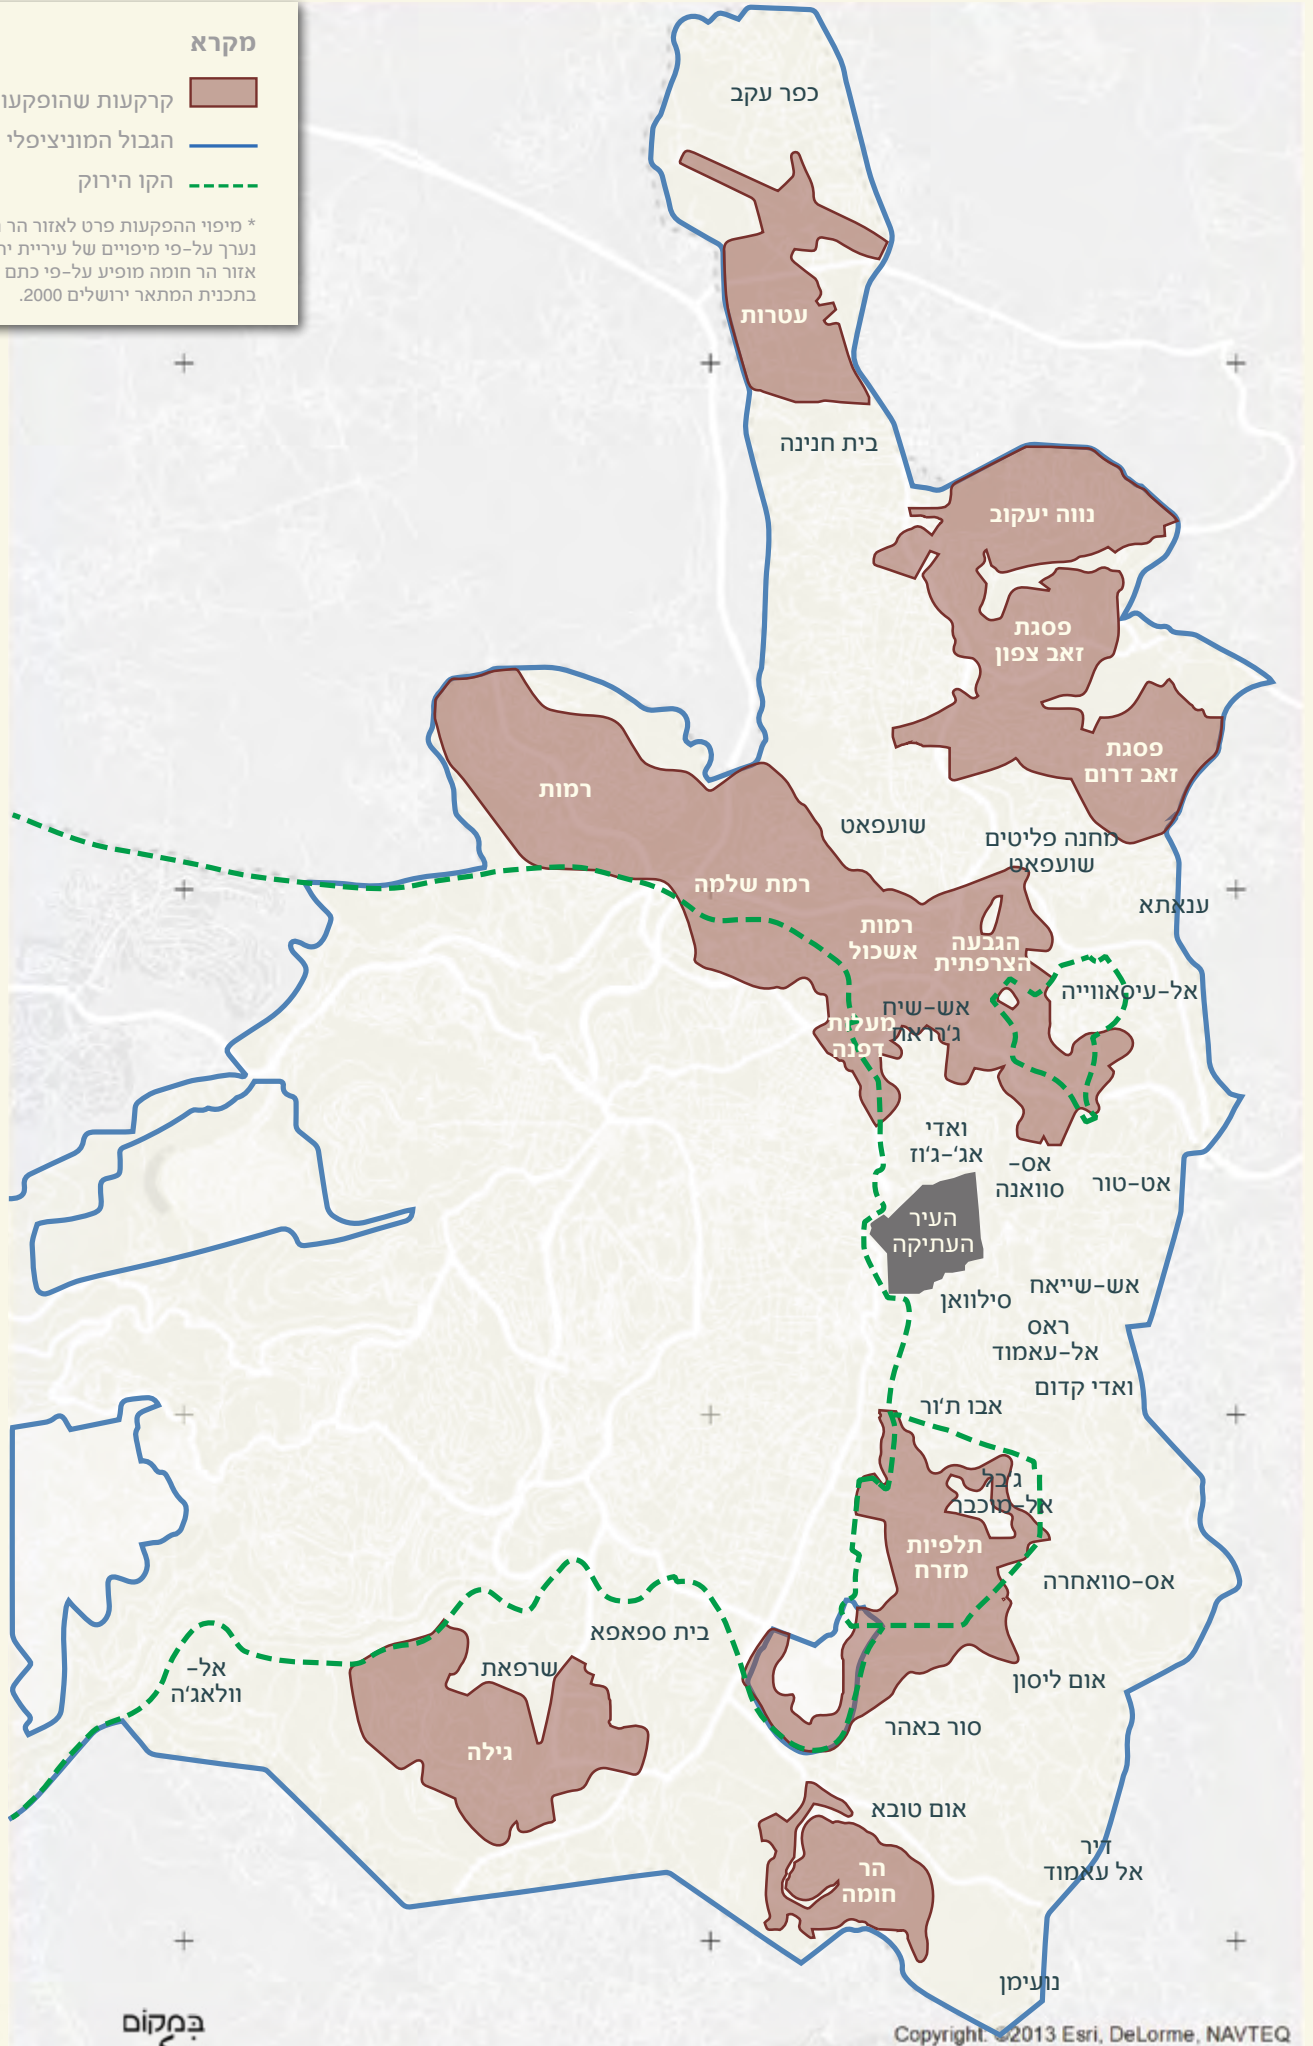 מקרא
קרקעות שהופקעו
הגבול המוניציפלי
הקו הירוק
* מיפוי ההפקעות פרט לאזור הר
נערך על-פי מיפויים של עיריית
אזור הר חומה מופיע על-פי כתם
בתכנית המתאר ירושלים 2000.
כפר עקב
עטרות
בית חנינה
נווה יעקוב
פסגת
זאב צפון
פסגת
זאב דרום
רמות
שועפאט
מחנה פליטים
שועפאט
רמת שלמה
ענאתא
רמות
אשכול
הגבעה
הצרפתית
אל-עיסאווייה
אש-שיח
ג'רראח
מעלות
דפנה
ואדי
אג'-ג'וז
אס-
סוואנה
אט-טור
העיר
העתיקה
אש-שייאח
סילוואן
ראס
אל-עאמוד
ואדי קדום
אבו ת'ור
ג'בל
אל-מוכבר
תלפיות
מזרח
אס-סוואחרה
בית ספאפא
שרפאת
אל-
וולאג'ה
אום ליסון
סור באהר
גילה
אום טובא
דיר
אל עאמוד
הר
חומה
נועימן
במקום
Copyright: ©2013 Esri, DeLorme, NAVTEQ